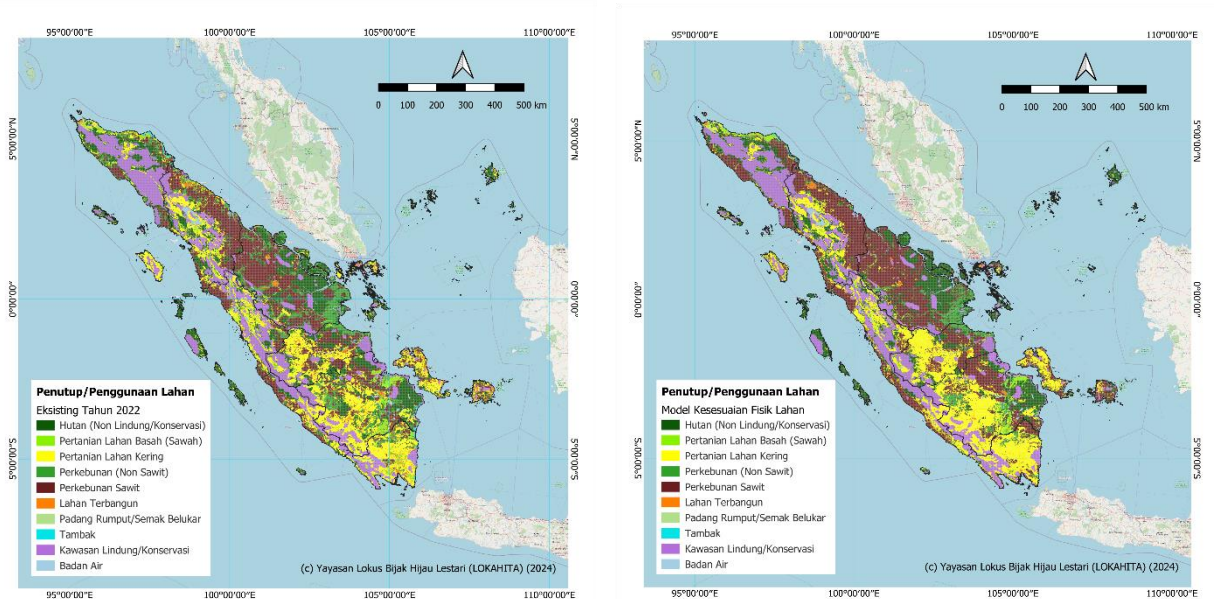 95°00'00"E 100°00'00"E 105°00'00"E 110°00'00"E
0 100 200 300 400 500 km
5°00'00"N
0°00'00"
5°00'00"S
5°00'00"N
0°00'00"
5°00'00"S
Penutup/Penggunaan Lahan
Eksisting Tahun 2022
Hutan (Non Lindung/Konservasi)
Pertanian Lahan Basah (Sawah)
Pertanian Lahan Kering
Perkebunan (Non Sawit)
Perkebunan Sawit
Lahan Terbangun
Padang Rumput/Semak Belukar
Tambak
Kawasan Lindung/Konservasi
Badan Air
(c) Yayasan Lokus Bijak Hijau Lestari (LOKAHITA) (2024)
95°00'00"E 100°00'00"E 105°00'00"E 110°00'00"E
95°00'00"E 100°00'00"E 105°00'00"E 110°00'00"E
0 100 200 300 400 500 km
5°00'00"N
0°00'00"
5°00'00"S
5°00'00"N
0°00'00"
5°00'00"S
Penutup/Penggunaan Lahan
Model Kesesuaian Fisik Lahan
Hutan (Non Lindung/Konservasi)
Pertanian Lahan Basah (Sawah)
Pertanian Lahan Kering
Perkebunan (Non Sawit)
Perkebunan Sawit
Lahan Terbangun
Padang Rumput/Semak Belukar
Tambak
Kawasan Lindung/Konservasi
Badan Air
(c) Yayasan Lokus Bijak Hijau Lestari (LOKAHITA) (2024)
95°00'00"E 100°00'00"E 105°00'00"E 110°00'00"E